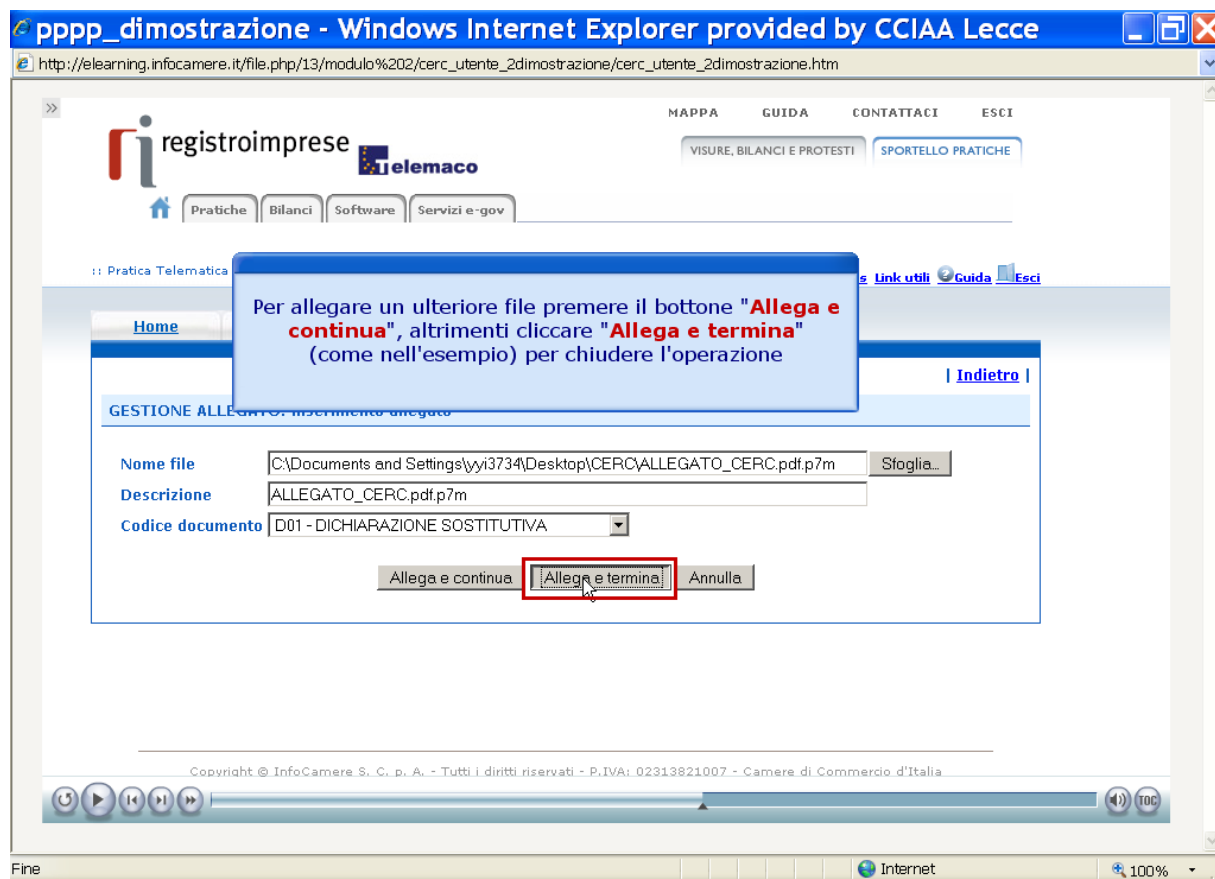 pppp_dimostrazione - Windows Internet Explorer provided by CCIAA Lecce
http://elearning.infocamere.it/file.php/13/modulo%202/cerc_utente_2dimostrazione/cerc_utente_2dimostrazione.htm
MAPPA GUIDA CONTATTACI ESCI
registroimprese
Telemaco
VISURE, BILANCI E PROTESTI SPORTELLO PRATICHE
Pratiche Bilanci Software Servizi e-gov
:: Pratica Telematica
s Link utili Guida Esci
Per allegare un ulteriore file premere il bottone "Allega e
continua", altrimenti cliccare "Allega e termina"
(come nell'esempio) per chiudere l'operazione
Home
| Indietro |
GESTIONE ALLEGATO: Inserimento allegato
Nome file C:\Documents and Settings\yyi3734\Desktop\CERC\ALLEGATO_CERC.pdf.p7m Sfoglia...
Descrizione ALLEGATO_CERC.pdf.p7m
Codice documento D01 - DICHIARAZIONE SOSTITUTIVA
Allega e continua Allega e termina Annulla
Copyright © InfoCamere S. C. p. A. - Tutti i diritti riservati - P.IVA: 02313821007 - Camere di Commercio d'Italia
TOC
Fine Internet 100%